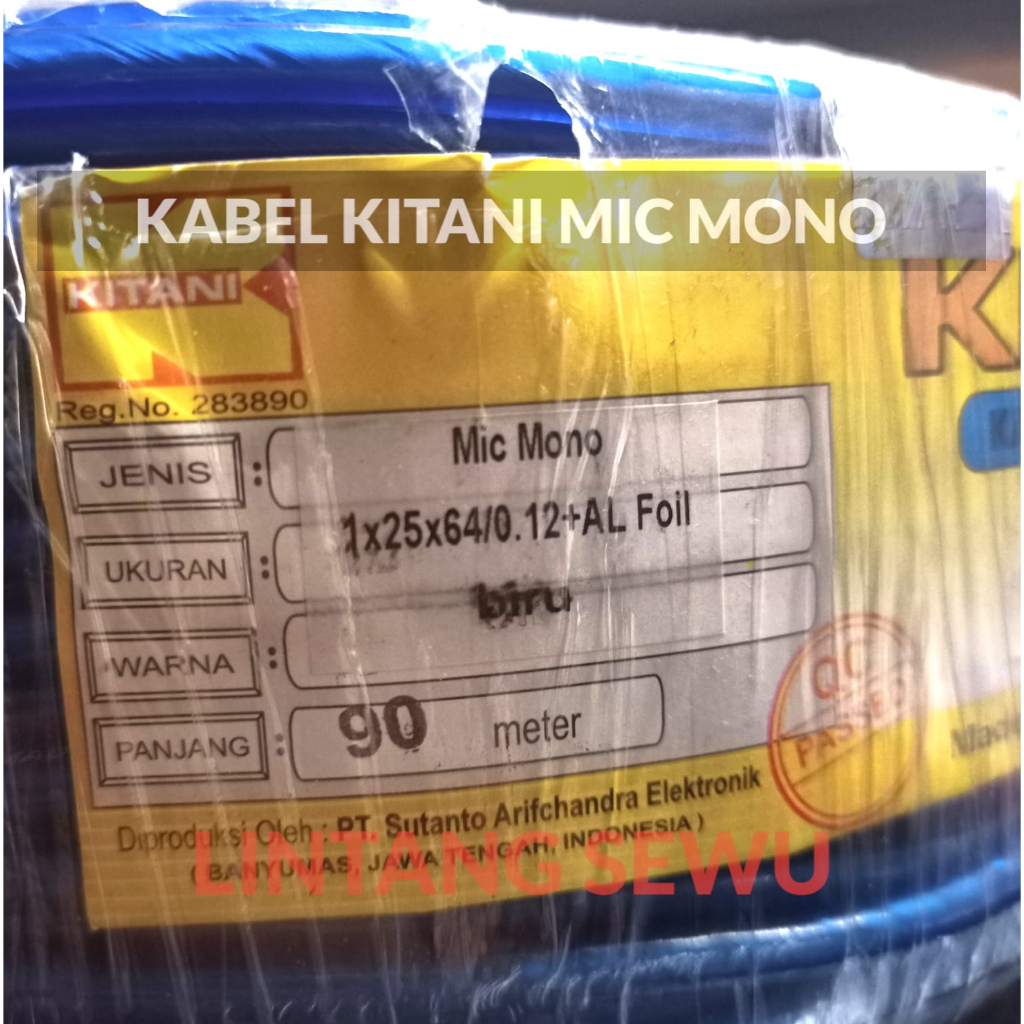 KABEL KITANI MIC MONO
KITANI
Reg.No. 283890
JENIS : Mic Mono
UKURAN : 1x25x64/0.12+AL Foil
WARNA : biru
PANJANG : 90 meter
QC
PASSED
Diproduksi Oleh : PT. Sutanto Arifchandra Elektronik
(BANYUMAS, JAWA TENGAH, INDONESIA)
LINTANG SEWU